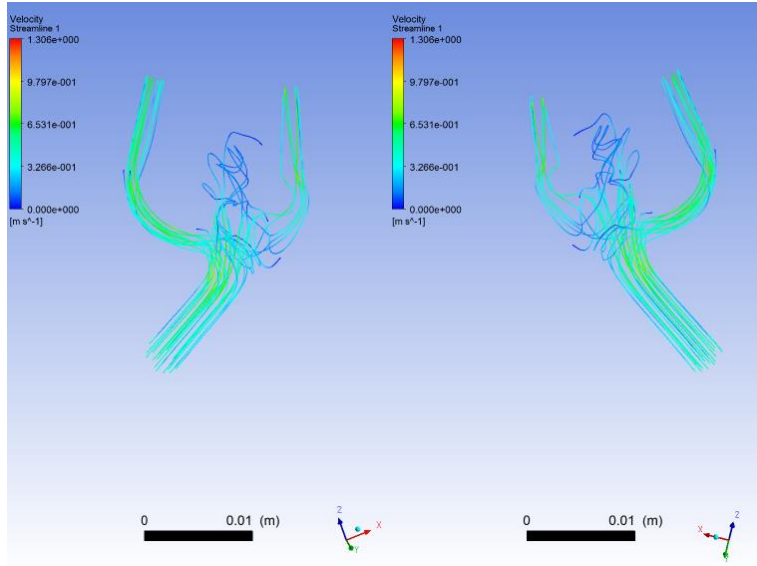 Velocity
Streamline 1
1.306e+000
9.797e-001
6.531e-001
3.266e-001
0.000e+000
[m s^-1]
Velocity
Streamline 1
1.306e+000
9.797e-001
6.531e-001
3.266e-001
0.000e+000
[m s^-1]
0 0.01 (m)
Z
X
Y
0 0.01 (m)
Z
X
Y